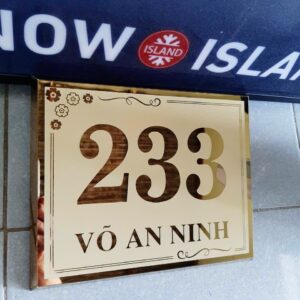 NOW ISLAND ISLA
233
VÕ AN NINH